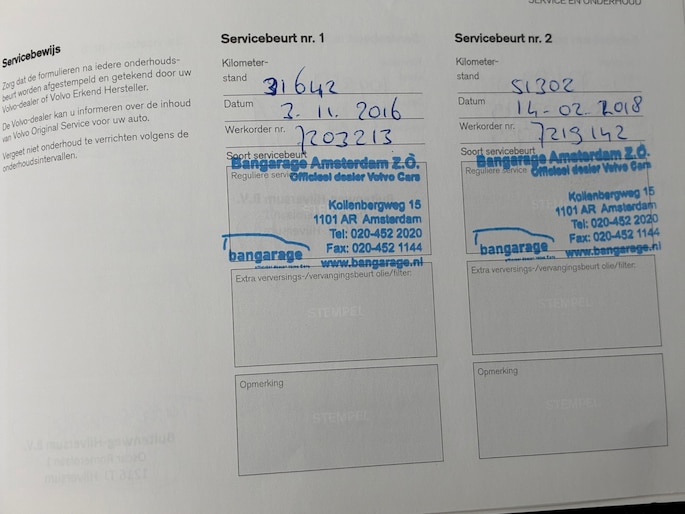 SERVICE EN ONDERHOUD
Servicebewijs
Zorg dat de formulieren na iedere onderhouds-
beurt worden afgestempeld en getekend door uw
Volvo-dealer of Volvo Erkend Hersteller.
De Volvo-dealer kan u informeren over de inhoud
van Volvo Original Service voor uw auto.
Vergeet niet onderhoud te verrichten volgens de
onderhoudsintervallen.
Servicebeurt nr. 1
Kilometer-
stand 31642
Datum 3.11.2016
Werkorder nr. 7203213
Soort servicebeurt
Bangarage Amsterdam Z.O.
Reguliere servi
Officieel dealer Volvo Cars
Kollenbergweg 15
1101 AR Amsterdam
Tel: 020-452 2020
Fax: 020-452 1144
bangarage
www.bangarage.nl
Extra verversings-/vervangingsbeurt olie/filter:
STEMPEL
Opmerking
STEMPEL
Servicebeurt nr. 2
Kilometer-
stand 51302
Datum 14-02-2018
Werkorder nr. 7219142
Soort servicebeurt
Bangarage Amsterdam Z.O.
Reguliere service
Officieel dealer Volvo Cars
Kollenbergweg 15
1101 AR Amsterdam
Tel: 020-452 2020
Fax: 020-452 1144
bangarage
www.bangarage.nl
Extra verversings-/vervangingsbeurt olie/filter:
STEMPEL
Opmerking
STEMPEL